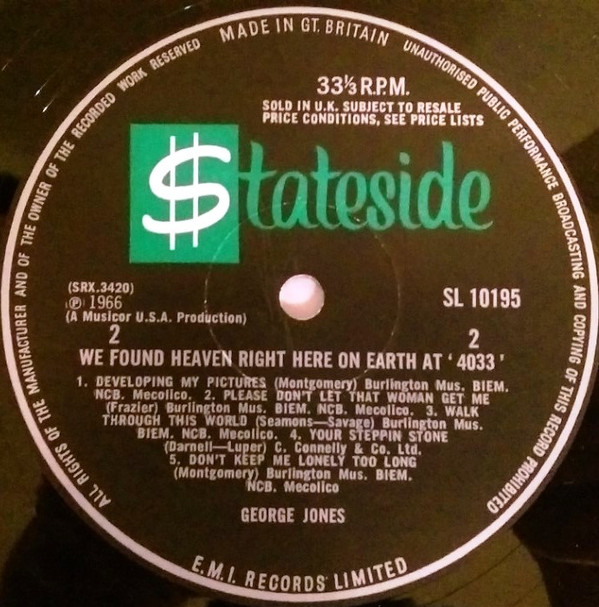 MADE IN GT. BRITAIN
UNAUTHORISED PUBLIC PERFORMANCE BROADCASTING AND COPYING OF THIS RECORD PROHIBITED
ALL RIGHTS OF THE MANUFACTURER AND OF THE OWNER OF THE RECORDED WORK RESERVED
33⅓ R.P.M.
SOLD IN U.K. SUBJECT TO RESALE
PRICE CONDITIONS, SEE PRICE LISTS
$tateside
(SRX.3420)
Ⓟ 1966
(A Musicor U.S.A. Production)
SL 10195
2
2
WE FOUND HEAVEN RIGHT HERE ON EARTH AT ‘4033’
1. DEVELOPING MY PICTURES (Montgomery) Burlington Mus. BIEM.
NCB. Mecolico. 2. PLEASE DON'T LET THAT WOMAN GET ME
(Frazier) Burlington Mus. BIEM. NCB. Mecolico. 3. WALK
THROUGH THIS WORLD (Seamons—Savage) Burlington Mus.
BIEM. NCB. Mecolico. 4. YOUR STEPPIN STONE
(Darnell—Luper) C. Connelly & Co. Ltd.
5. DON'T KEEP ME LONELY TOO LONG
(Montgomery) Burlington Mus. BIEM.
NCB. Mecolico
GEORGE JONES
E.M.I. RECORDS LIMITED